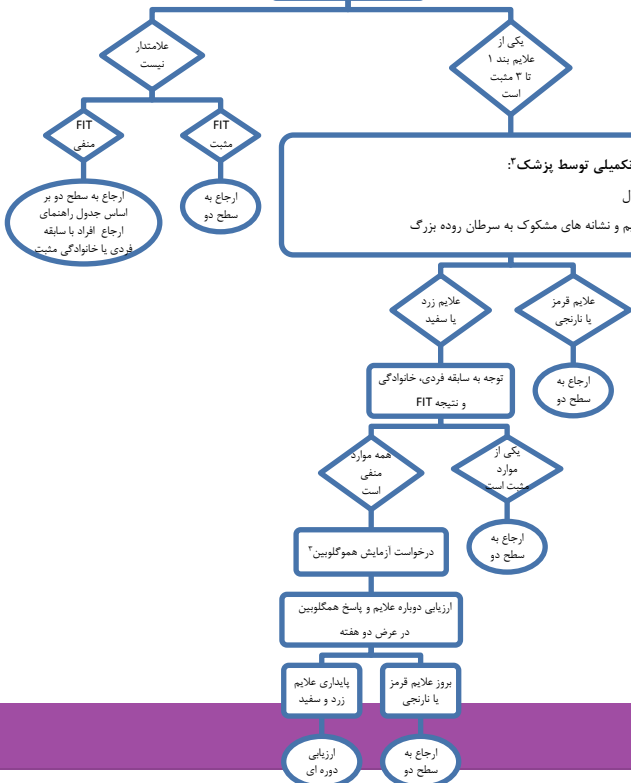 یکی از
علایم بند ۱
تا ۳ مثبت
است
علامتدار
نیست
FIT
مثبت
FIT
منفی
ارجاع به
سطح دو
ارجاع به سطح دو بر
اساس جدول راهنمای
ارجاع افراد با سابقه
فردی یا خانوادگی مثبت
تکمیلی توسط پزشک۳:
ل
م و نشانه های مشکوک به سرطان روده بزرگ
علایم قرمز
یا نارنجی
علایم زرد
یا سفید
ارجاع به
سطح دو
توجه به سابقه فردی، خانوادگی
و نتیجه FIT
یکی از
موارد
مثبت است
همه موارد
منفی
است
ارجاع به
سطح دو
درخواست آزمایش هموگلوبین۳
ارزیابی دوباره علایم و پاسخ همگلوبین
در عرض دو هفته
بروز علایم قرمز
یا نارنجی
پایداری علایم
زرد و سفید
ارجاع به
سطح دو
ارزیابی
دوره ای